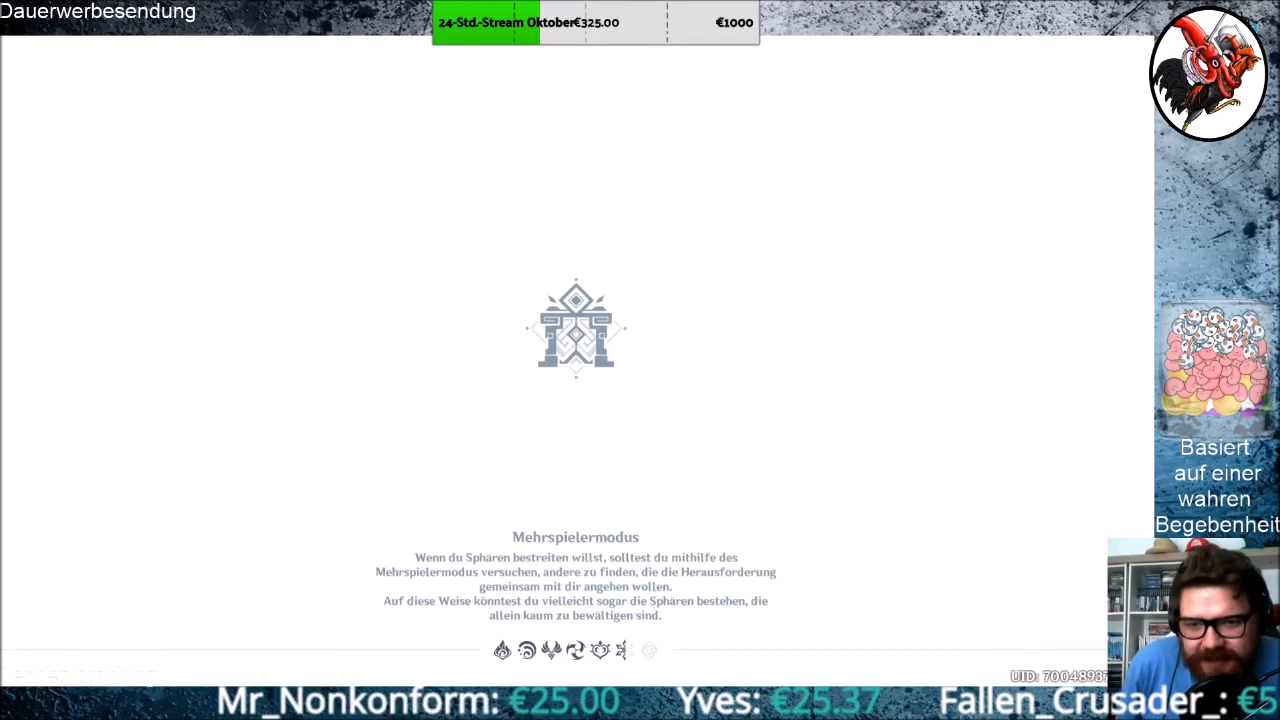 Dauerwerbesendung
24-Std.-Stream Oktober €325.00 €1000
Basiert
auf einer
wahren
Begebenheit
Mehrspielermodus
Wenn du Sphären bestreiten willst, solltest du mithilfe des
Mehrspielermodus versuchen, andere zu finden, die die Herausforderung
gemeinsam mit dir angehen wollen.
Auf diese Weise könntest du vielleicht sogar die Sphären bestehen, die
allein kaum zu bewältigen sind.
UID: 70048937
Mr_Nonkonform: €25.00 Yves: €25.37 Fallen_Crusader_: €5